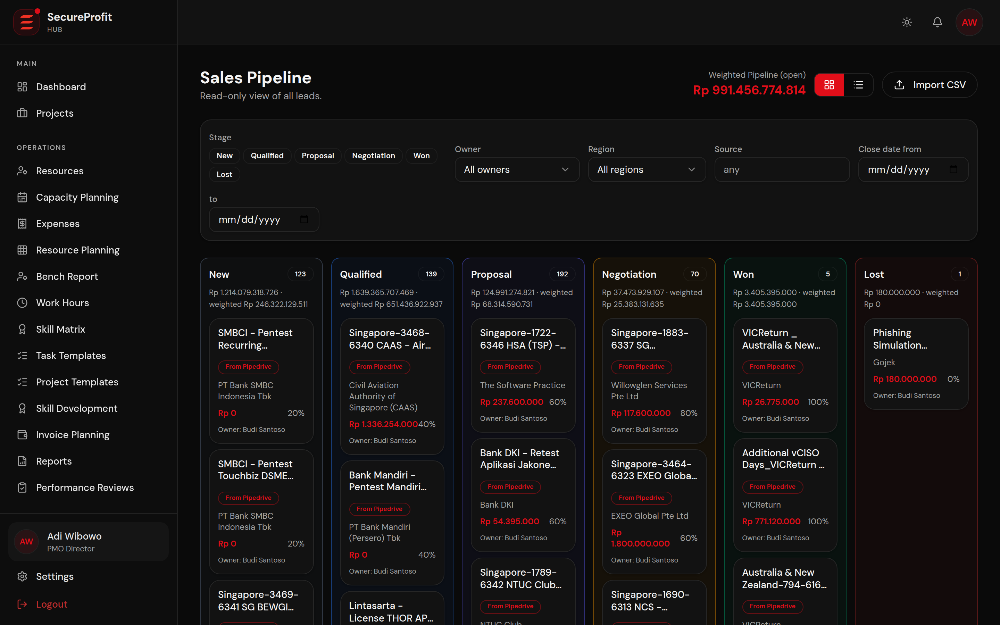 SecureProfit
HUB
AW
MAIN
Dashboard
Projects
OPERATIONS
Resources
Capacity Planning
Expenses
Resource Planning
Bench Report
Work Hours
Skill Matrix
Task Templates
Project Templates
Skill Development
Invoice Planning
Reports
Performance Reviews
AW
Adi Wibowo
PMO Director
Settings
Logout
Sales Pipeline
Read-only view of all leads.
Weighted Pipeline (open)
Rp 991.456.774.814
Import CSV
Stage
New
Qualified
Proposal
Negotiation
Won
Lost
Owner
All owners
Region
All regions
Source
any
Close date from
mm/dd/yyyy
to
mm/dd/yyyy
New
123
Rp 1.214.079.318.726 ·
weighted Rp 246.322.129.511
SMBCI - Pentest
Recurring...
From Pipedrive
PT Bank SMBC
Indonesia Tbk
Rp 0
20%
Owner: Budi Santoso
SMBCI - Pentest
Touchbiz DSME...
From Pipedrive
PT Bank SMBC
Indonesia Tbk
Rp 0
20%
Owner: Budi Santoso
Singapore-3469-
6341 SG BEWGI...
Qualified
139
Rp 1.639.365.707.469 ·
weighted Rp 651.436.922.937
Singapore-3468-
6340 CAAS - Air...
From Pipedrive
Civil Aviation
Authority of
Singapore (CAAS)
Rp 1.336.254.000
40%
Owner: Budi Santoso
Bank Mandiri -
Pentest Mandiri...
From Pipedrive
PT Bank Mandiri
(Persero) Tbk
Rp 0
40%
Owner: Budi Santoso
Lintasarta -
License THOR AP...
Proposal
192
Rp 124.991.274.821 · weighted
Rp 68.314.590.731
Singapore-1722-
6346 HSA (TSP) -...
From Pipedrive
The Software Practice
Rp 237.600.000
60%
Owner: Budi Santoso
Bank DKI - Retest
Aplikasi Jakone...
From Pipedrive
Bank DKI
Rp 54.395.000
60%
Owner: Budi Santoso
Singapore-1789-
6342 NTUC Club...
From Pipedrive
NTUC Club
Negotiation
70
Rp 37.473.929.107 · weighted
Rp 25.383.131.635
Singapore-1883-
6337 SG...
From Pipedrive
Willowglen Services
Pte Ltd
Rp 117.600.000
80%
Owner: Budi Santoso
Singapore-3464-
6323 EXEO Globa...
From Pipedrive
EXEO Global Pte Ltd
Rp
1.800.000.000
60%
Owner: Budi Santoso
Singapore-1690-
6313 NCS -...
Won
5
Rp 3.405.395.000 · weighted
Rp 3.405.395.000
VICReturn _
Australia & New...
From Pipedrive
VICReturn
Rp 26.775.000
100%
Owner: Budi Santoso
Additional vCISO
Days_VICReturn ...
From Pipedrive
VICReturn
Rp 771.120.000
100%
Owner: Budi Santoso
Australia & New
Zealand-794-616...
From Pipedrive
VICReturn
Lost
1
Rp 180.000.000 · weighted
Rp 0
Phishing
Simulation...
Gojek
Rp 180.000.000
0%
Owner: Budi Santoso